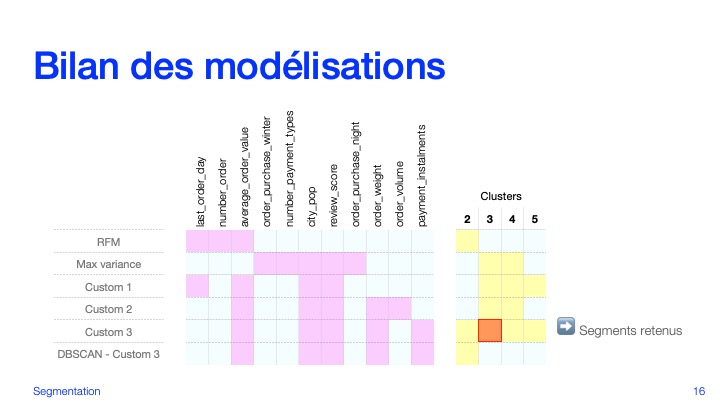 Bilan des modélisations
last_order_day
number_order
average_order_value
order_purchase_winter
number_payment_types
city_pop
review_score
order_purchase_night
order_weight
order_volume
payment_instalments
Clusters
2 3 4 5
RFM
Max variance
Custom 1
Custom 2
Custom 3
Segments retenus
DBSCAN - Custom 3
Segmentation
16